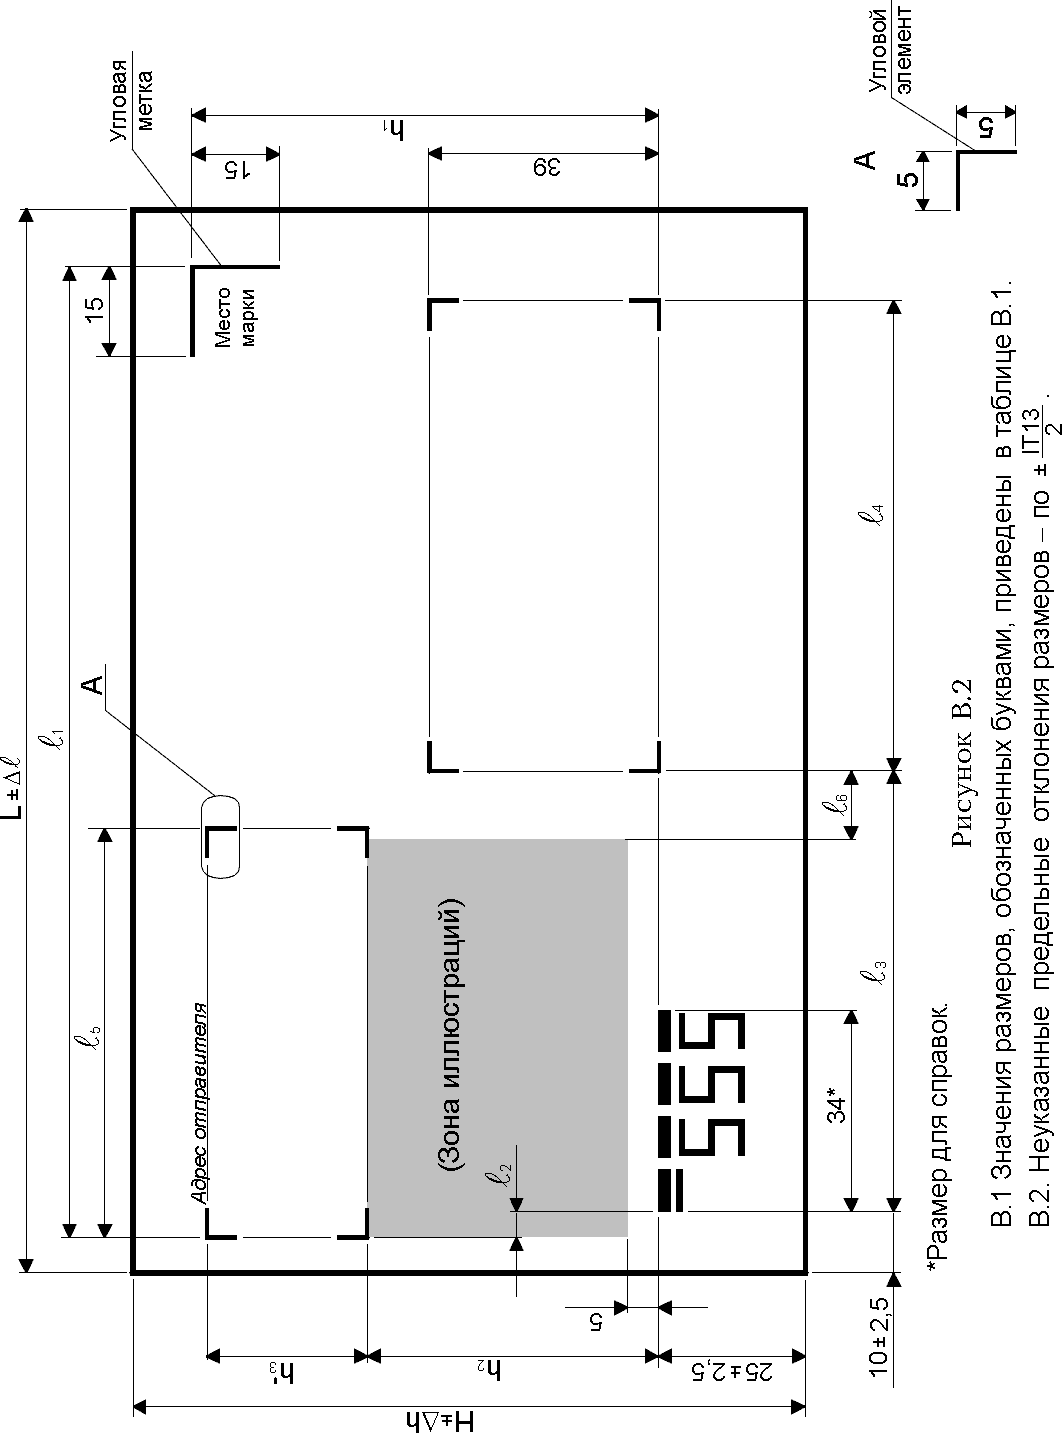 L±Δℓ
ℓ₁
15
Угловая
метка
15
h₁
39
Место
марки
A
ℓ₅
Адрес отправителя
(Зона иллюстраций)
ℓ₂
ℓ₆
ℓ₄
ℓ₃
34*
5
h'₃
h₂
25±2,5
H±Δh
10±2,5
Угловой
элемент
A
5
5
*Размер для справок.
Рисунок В.2
В.1 Значения размеров, обозначенных буквами, приведены в таблице В.1.
В.2. Неуказанные предельные отклонения размеров – по ± IT13/2 .